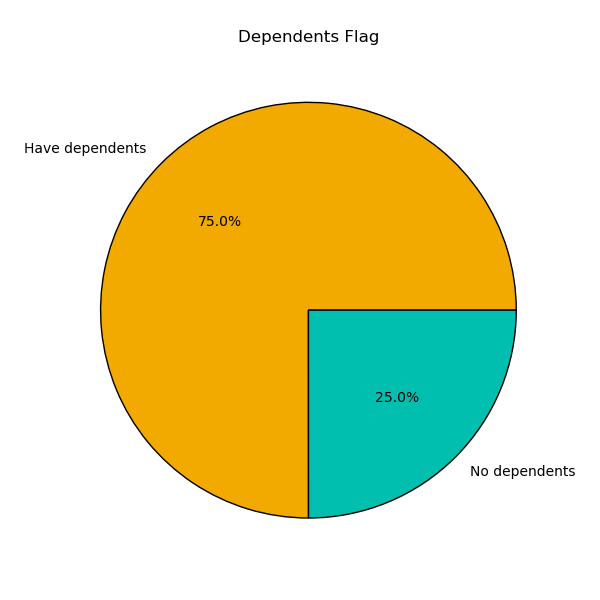 Dependents Flag
Have dependents
75.0%
25.0%
No dependents